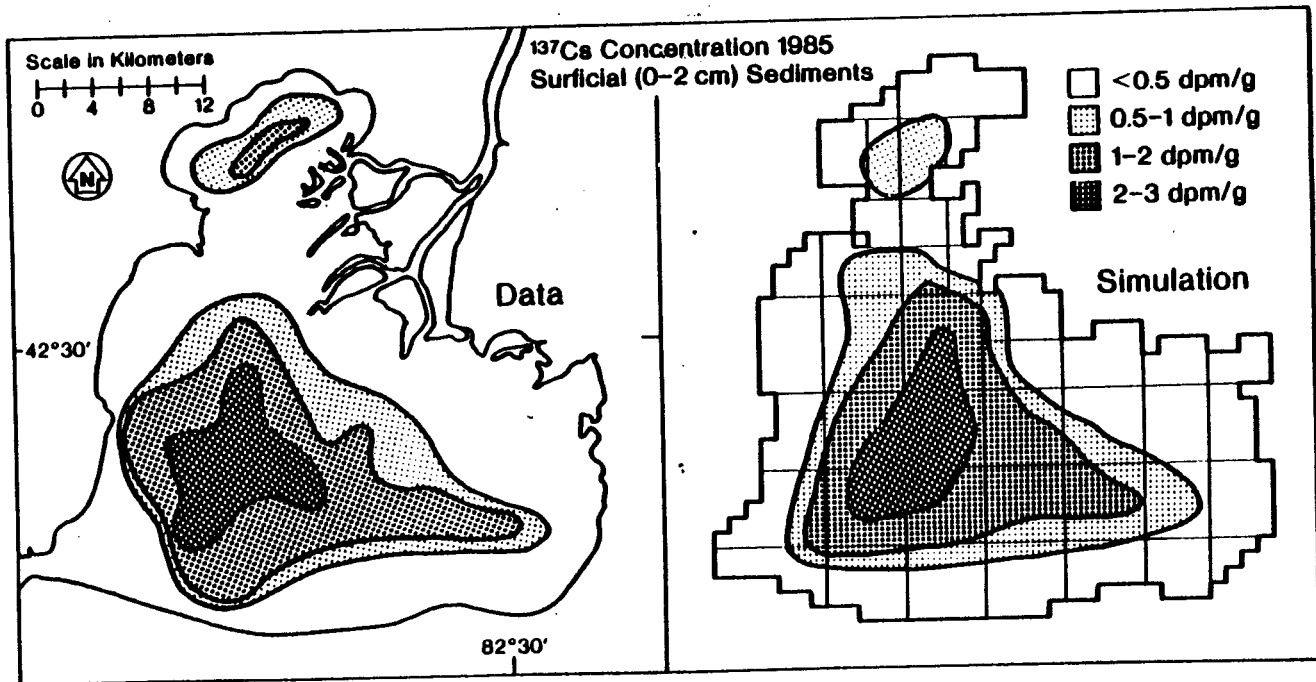 Scale in Kilometers
0 4 8 12
N
¹³⁷Cs Concentration 1985
Surficial (0-2 cm) Sediments
<0.5 dpm/g
0.5-1 dpm/g
1-2 dpm/g
2-3 dpm/g
Data
Simulation
42°30'
82°30'